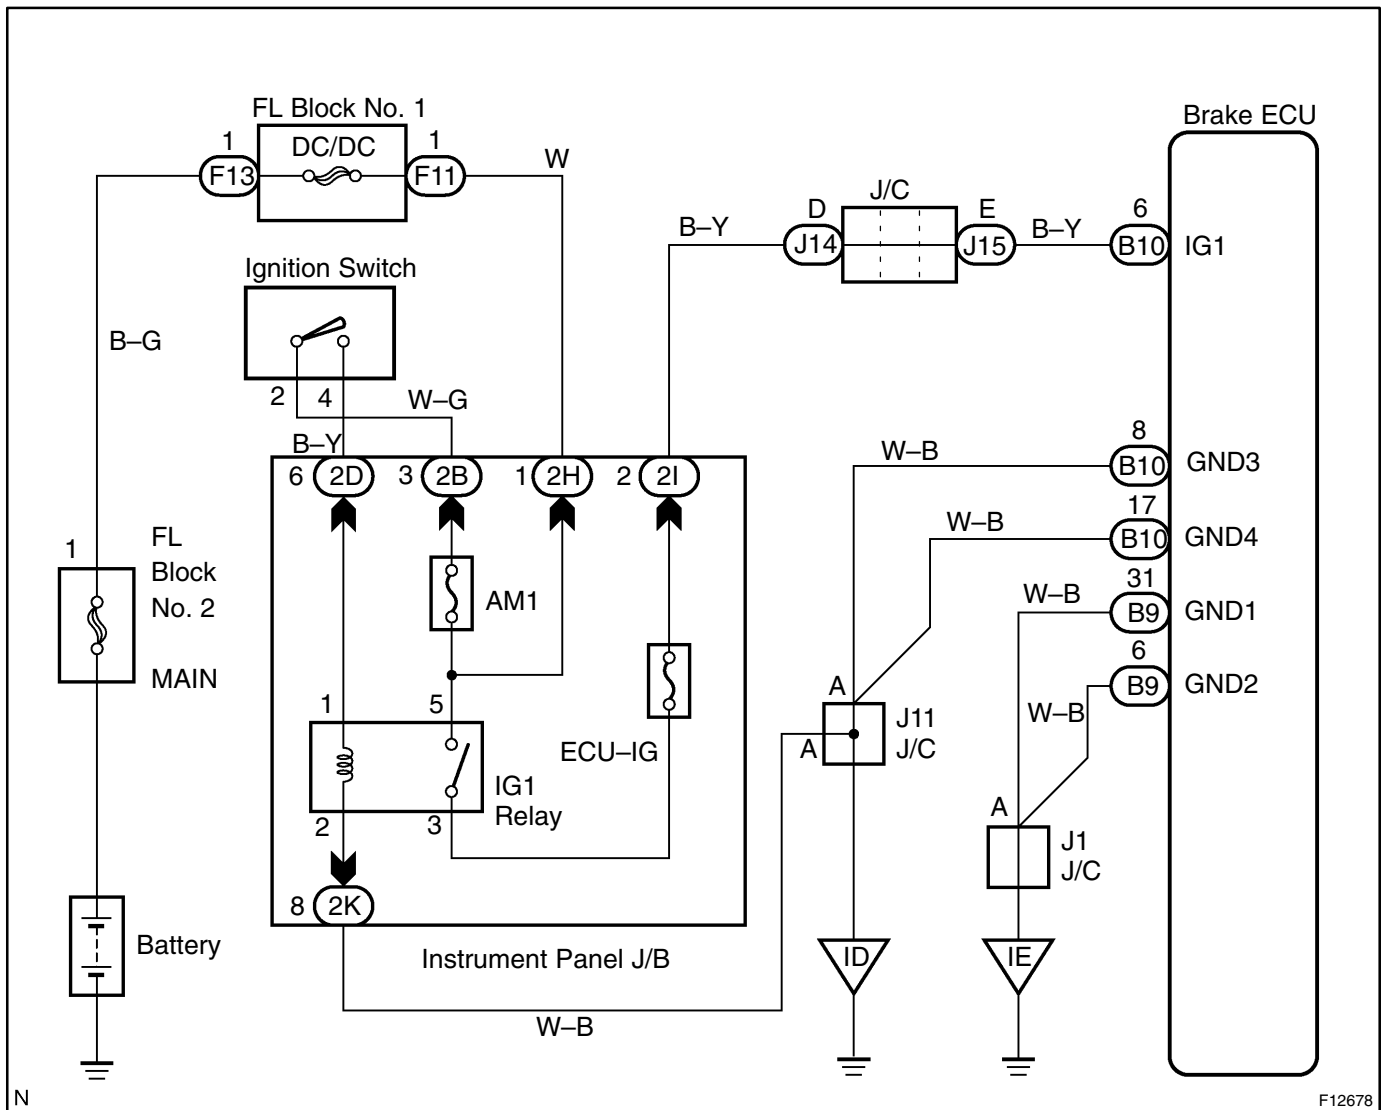 FL Block No. 1
Brake ECU
1
DC/DC
1
F13
F11
W
J/C
D
E
6
B–Y
J14
J15
B–Y
B10
IG1
Ignition Switch
B–G
2
4
W–G
B–Y
6
2D
3
2B
1
2H
2
2I
8
W–B
B10
GND3
17
W–B
B10
GND4
1
FL
Block
No. 2
MAIN
AM1
31
W–B
B9
GND1
6
B9
GND2
W–B
A
J11
J/C
A
1
5
ECU–IG
IG1
Relay
2
3
A
J1
J/C
8
2K
Battery
Instrument Panel J/B
ID
IE
W–B
N
F12678